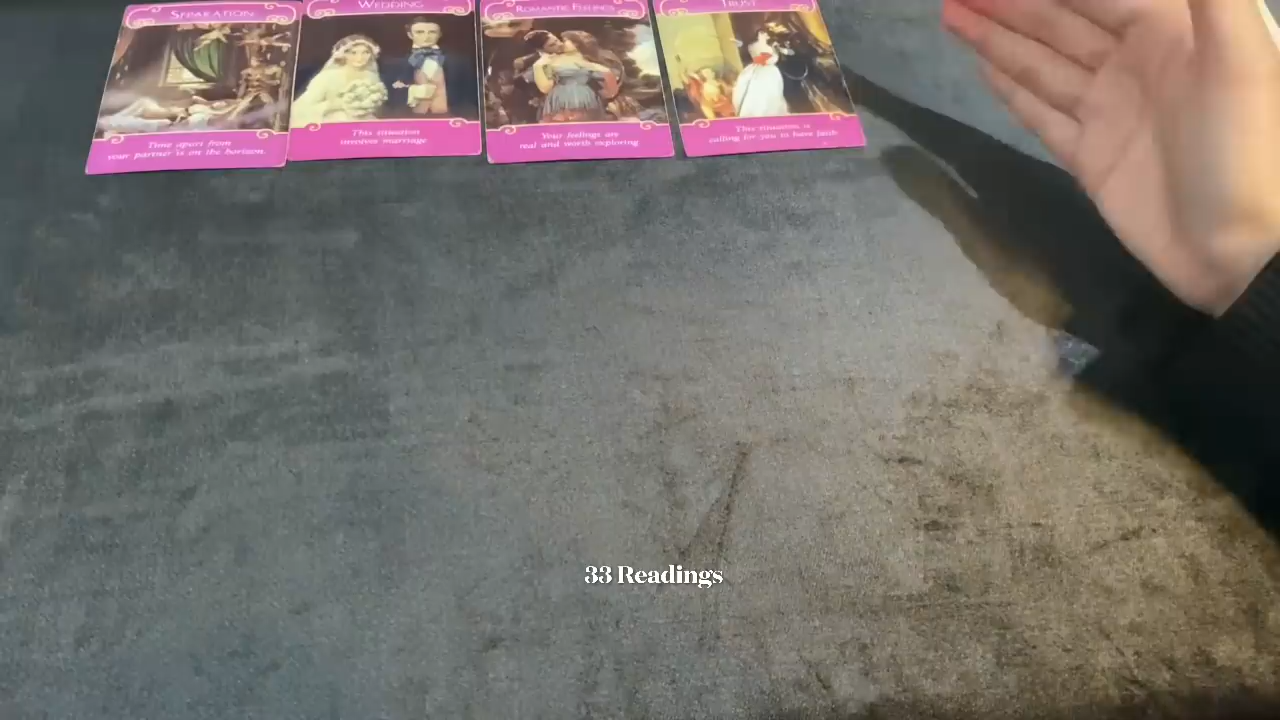 SEPARATION
Time apart from
your partner is on the horizon.
WEDDING
This situation
involves marriage
ROMANTIC FEELINGS
Your feelings are
real and worth exploring
TRUST
This situation is
calling for you to have faith
33 Readings